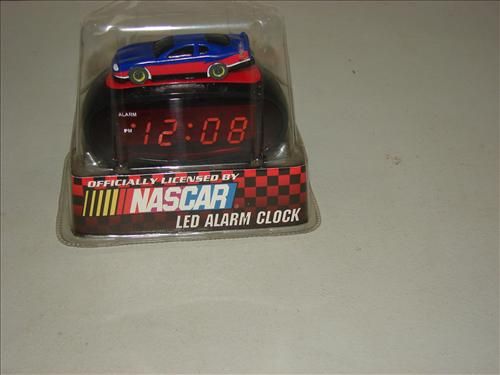 ALARM
PM 12:08
OFFICIALLY LICENSED BY
NASCAR
LED ALARM CLOCK